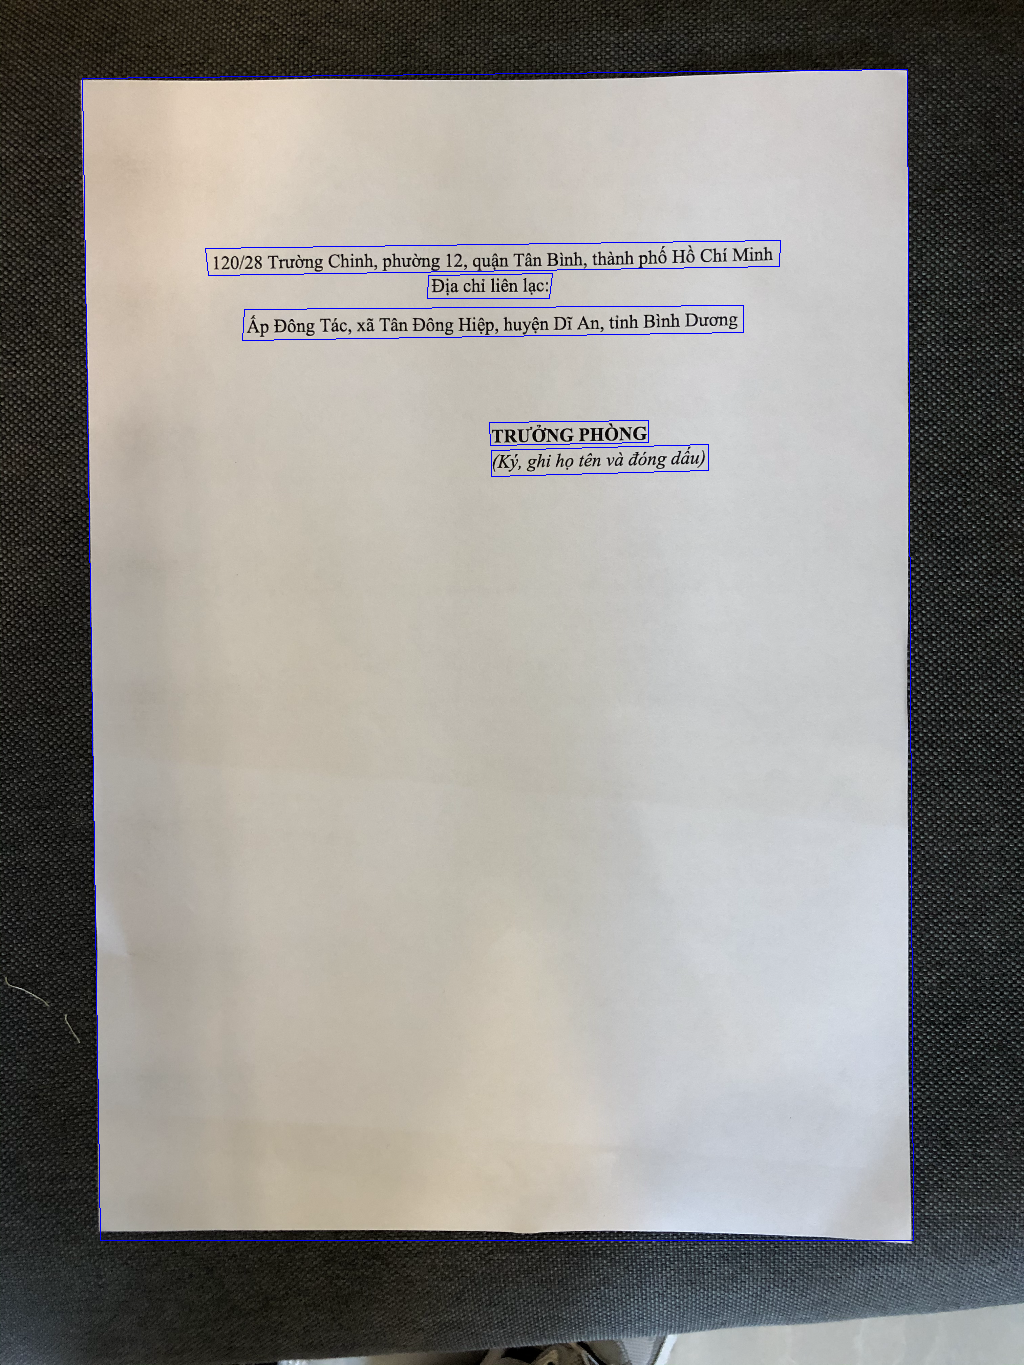 120/28 Trường Chinh, phường 12, quận Tân Bình, thành phố Hồ Chí Minh
Địa chỉ liên lạc:
Ấp Đông Tác, xã Tân Đông Hiệp, huyện Dĩ An, tỉnh Bình Dương
TRƯỞNG PHÒNG
(Ký, ghi họ tên và đóng dấu)